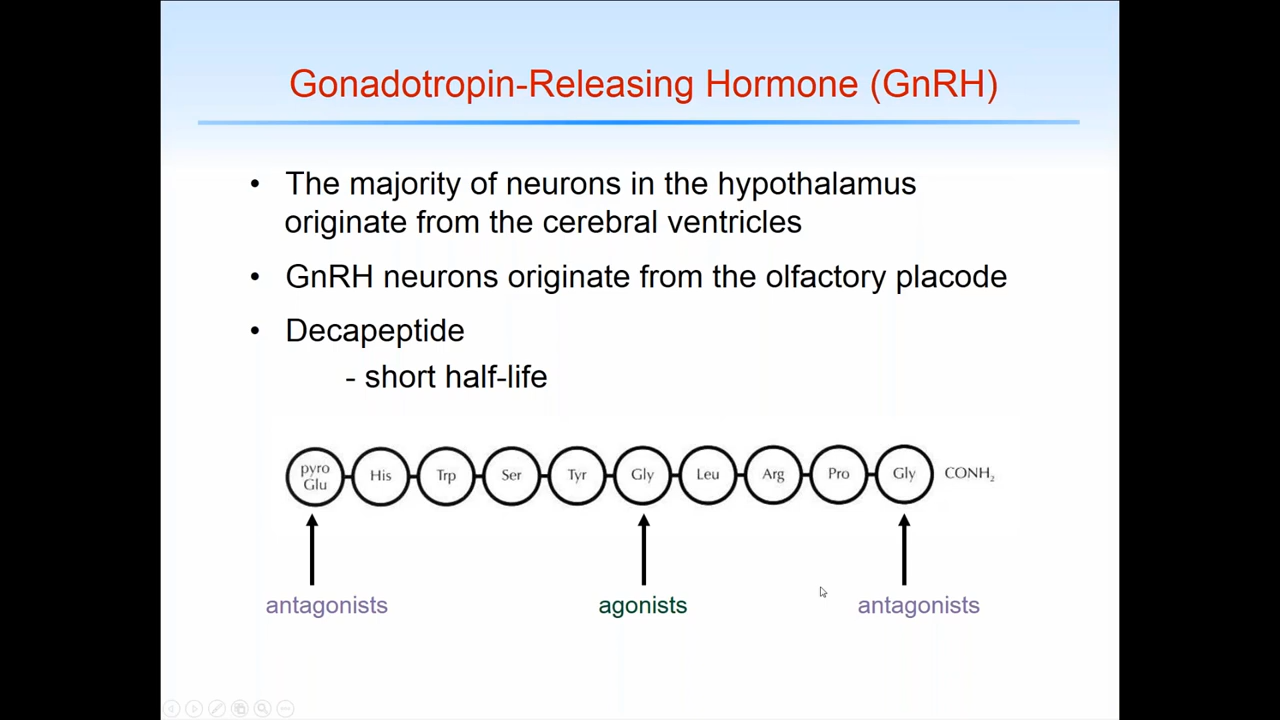 Gonadotropin-Releasing Hormone (GnRH)
• The majority of neurons in the hypothalamus
originate from the cerebral ventricles
• GnRH neurons originate from the olfactory placode
• Decapeptide
- short half-life
pyro Glu His Trp Ser Tyr Gly Leu Arg Pro Gly CONH₂
antagonists agonists antagonists